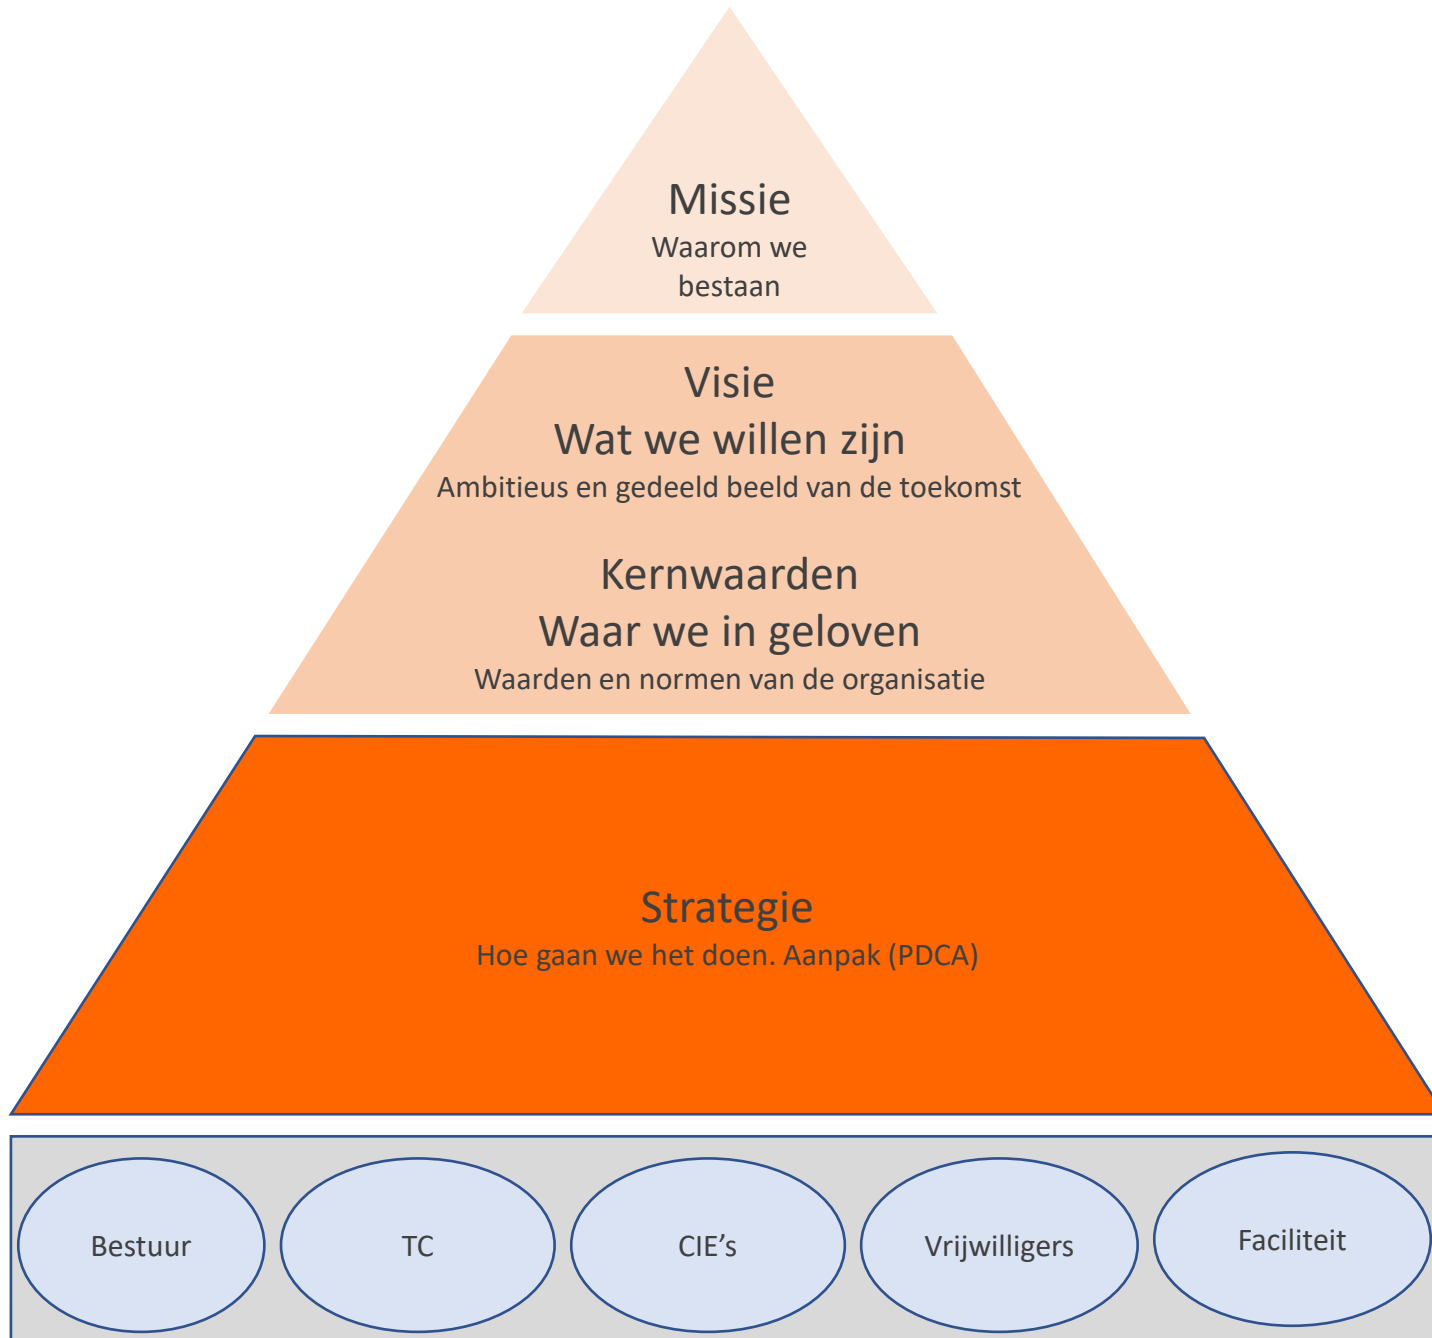 Missie
Waarom we
bestaan
Visie
Wat we willen zijn
Ambitieus en gedeeld beeld van de toekomst
Kernwaarden
Waar we in geloven
Waarden en normen van de organisatie
Strategie
Hoe gaan we het doen. Aanpak (PDCA)
Bestuur
TC
CIE’s
Vrijwilligers
Faciliteit